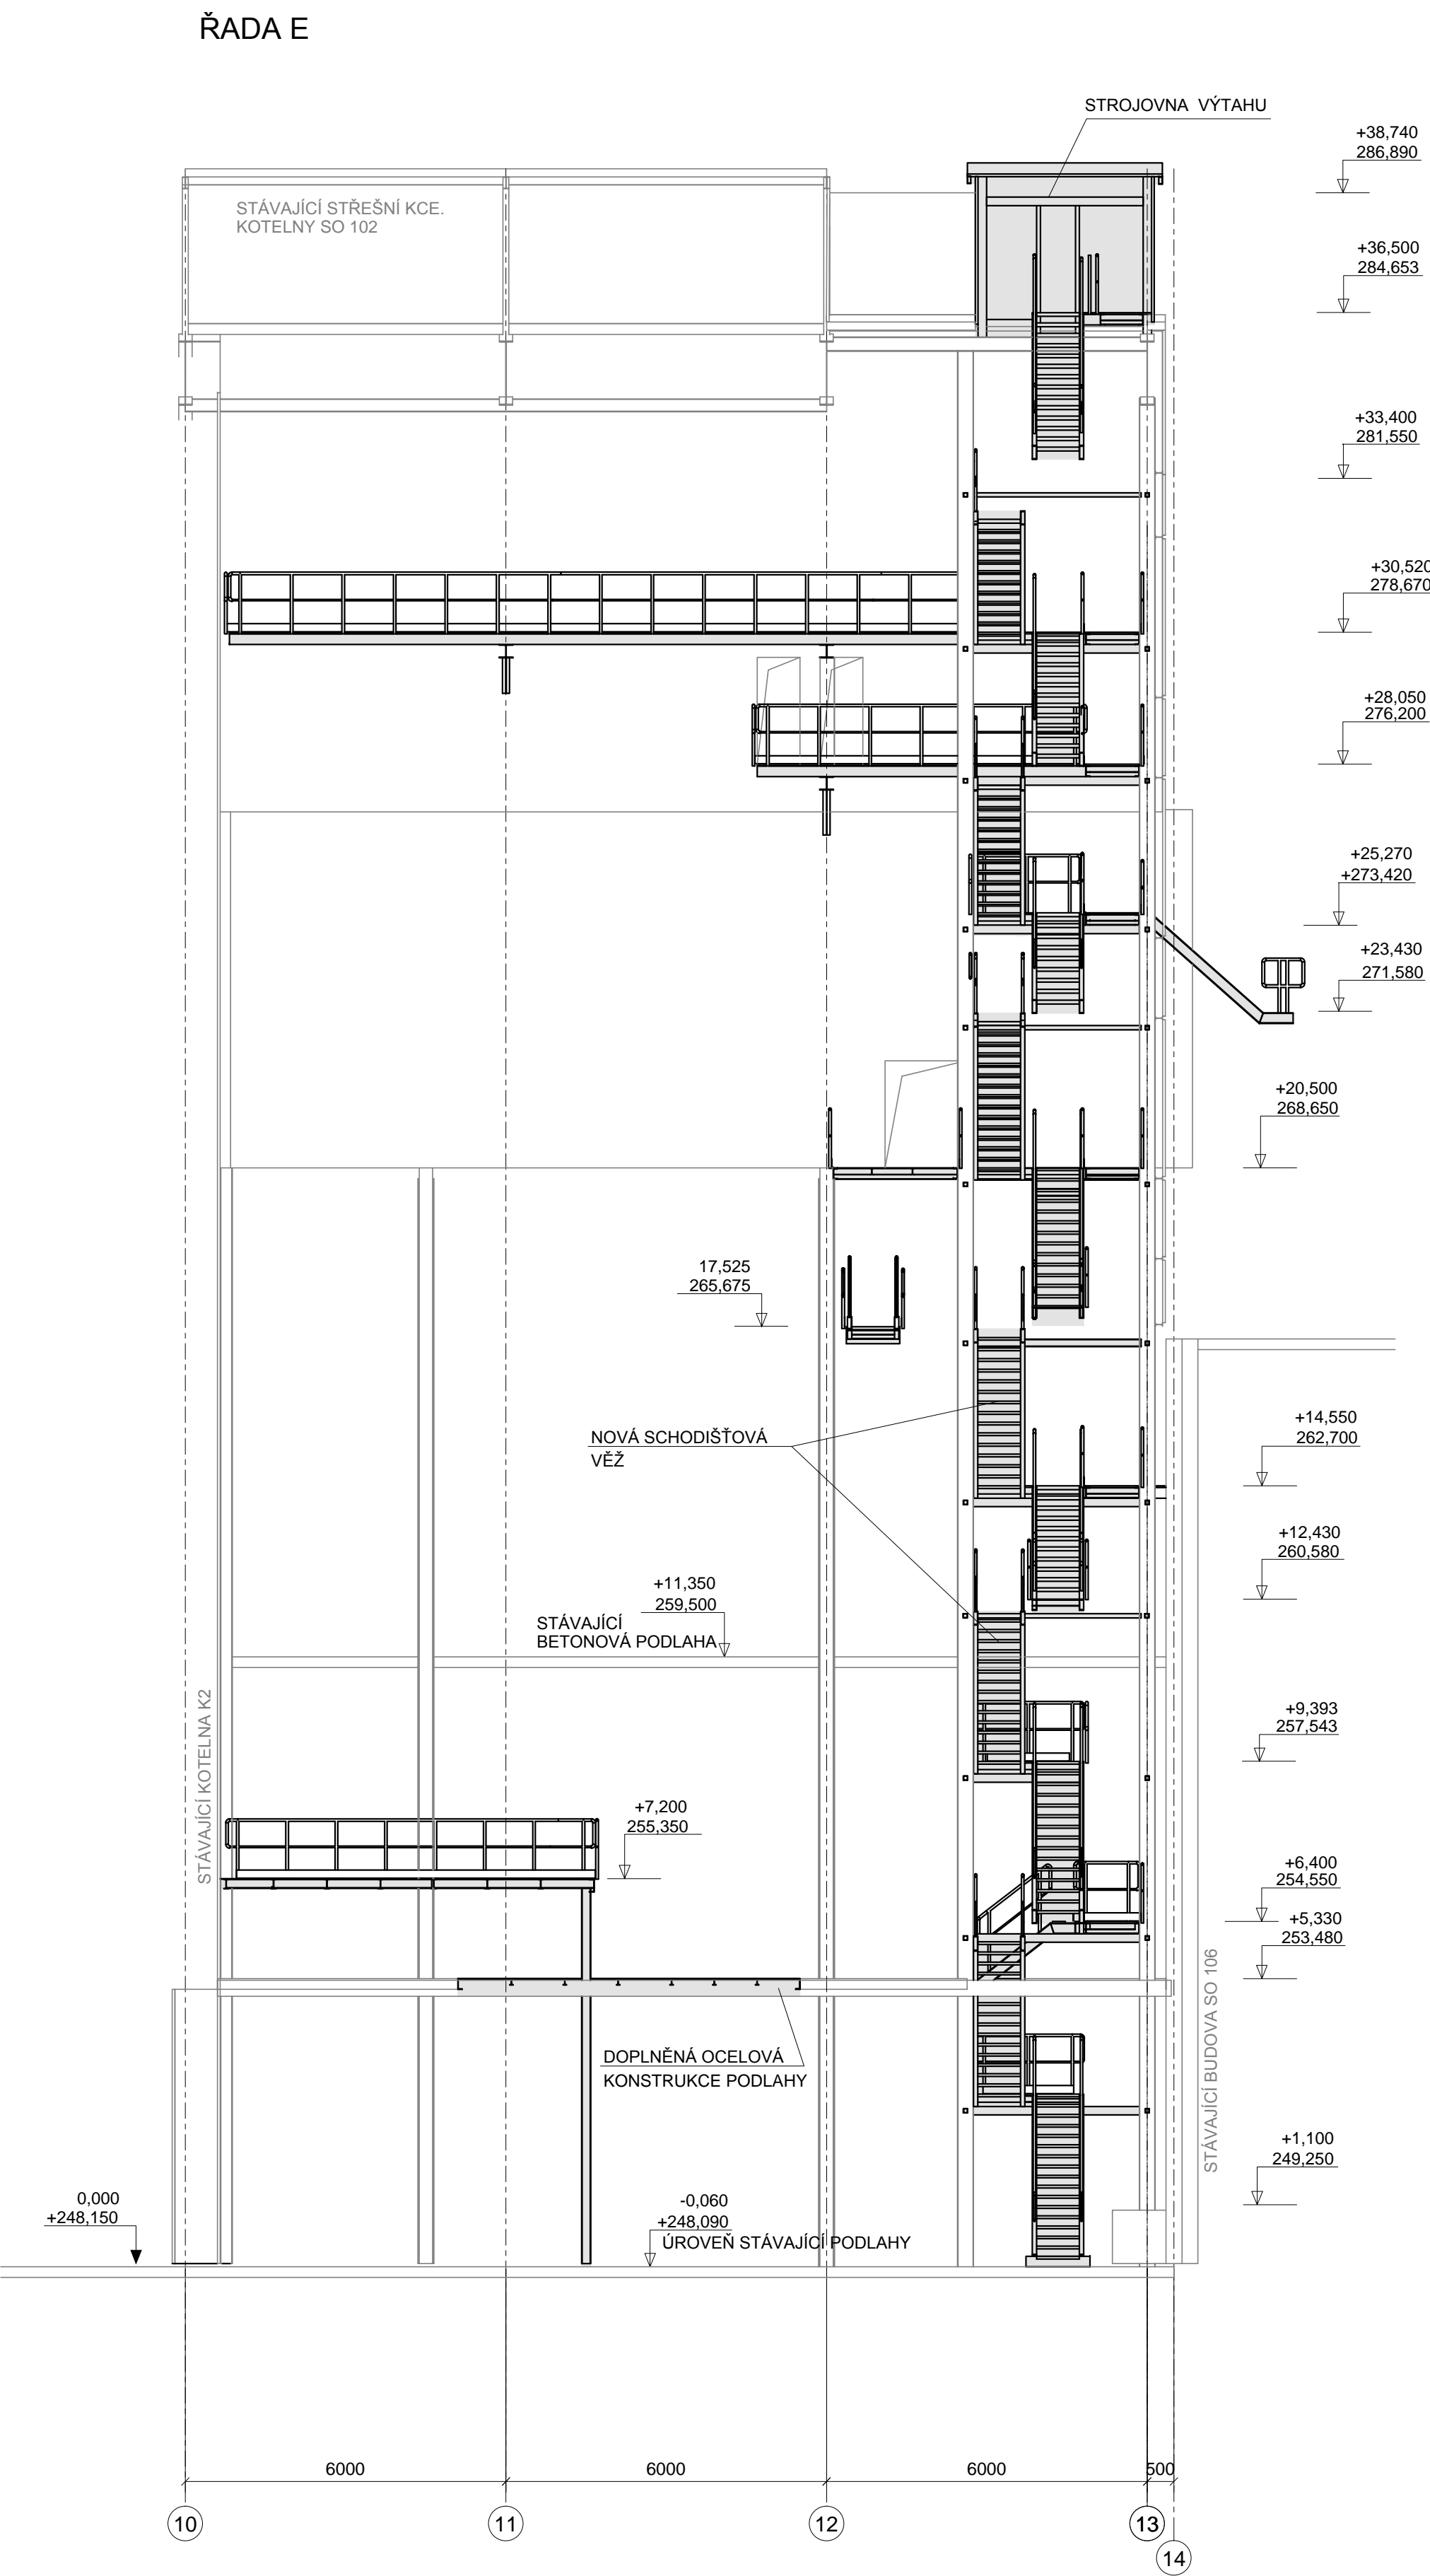 ŘADA E
STROJOVNA VÝTAHU
+38,740
286,890
STÁVAJÍCÍ STŘEŠNÍ KCE.
KOTELNY SO 102
+36,500
284,653
+33,400
281,550
+30,520
278,670
+28,050
276,200
+25,270
+273,420
+23,430
271,580
+20,500
268,650
17,525
265,675
NOVÁ SCHODIŠŤOVÁ
VĚŽ
+14,550
262,700
+12,430
260,580
+11,350
259,500
STÁVAJÍCÍ
BETONOVÁ PODLAHA
STÁVAJÍCÍ KOTELNA K2
+9,393
257,543
+7,200
255,350
+6,400
254,550
+5,330
253,480
STÁVAJÍCÍ BUDOVA SO 106
DOPLNĚNÁ OCELOVÁ
KONSTRUKCE PODLAHY
+1,100
249,250
0,000
+248,150
-0,060
+248,090
ÚROVEŇ STÁVAJÍCÍ PODLAHY
6000 6000 6000 500
10 11 12 13
14